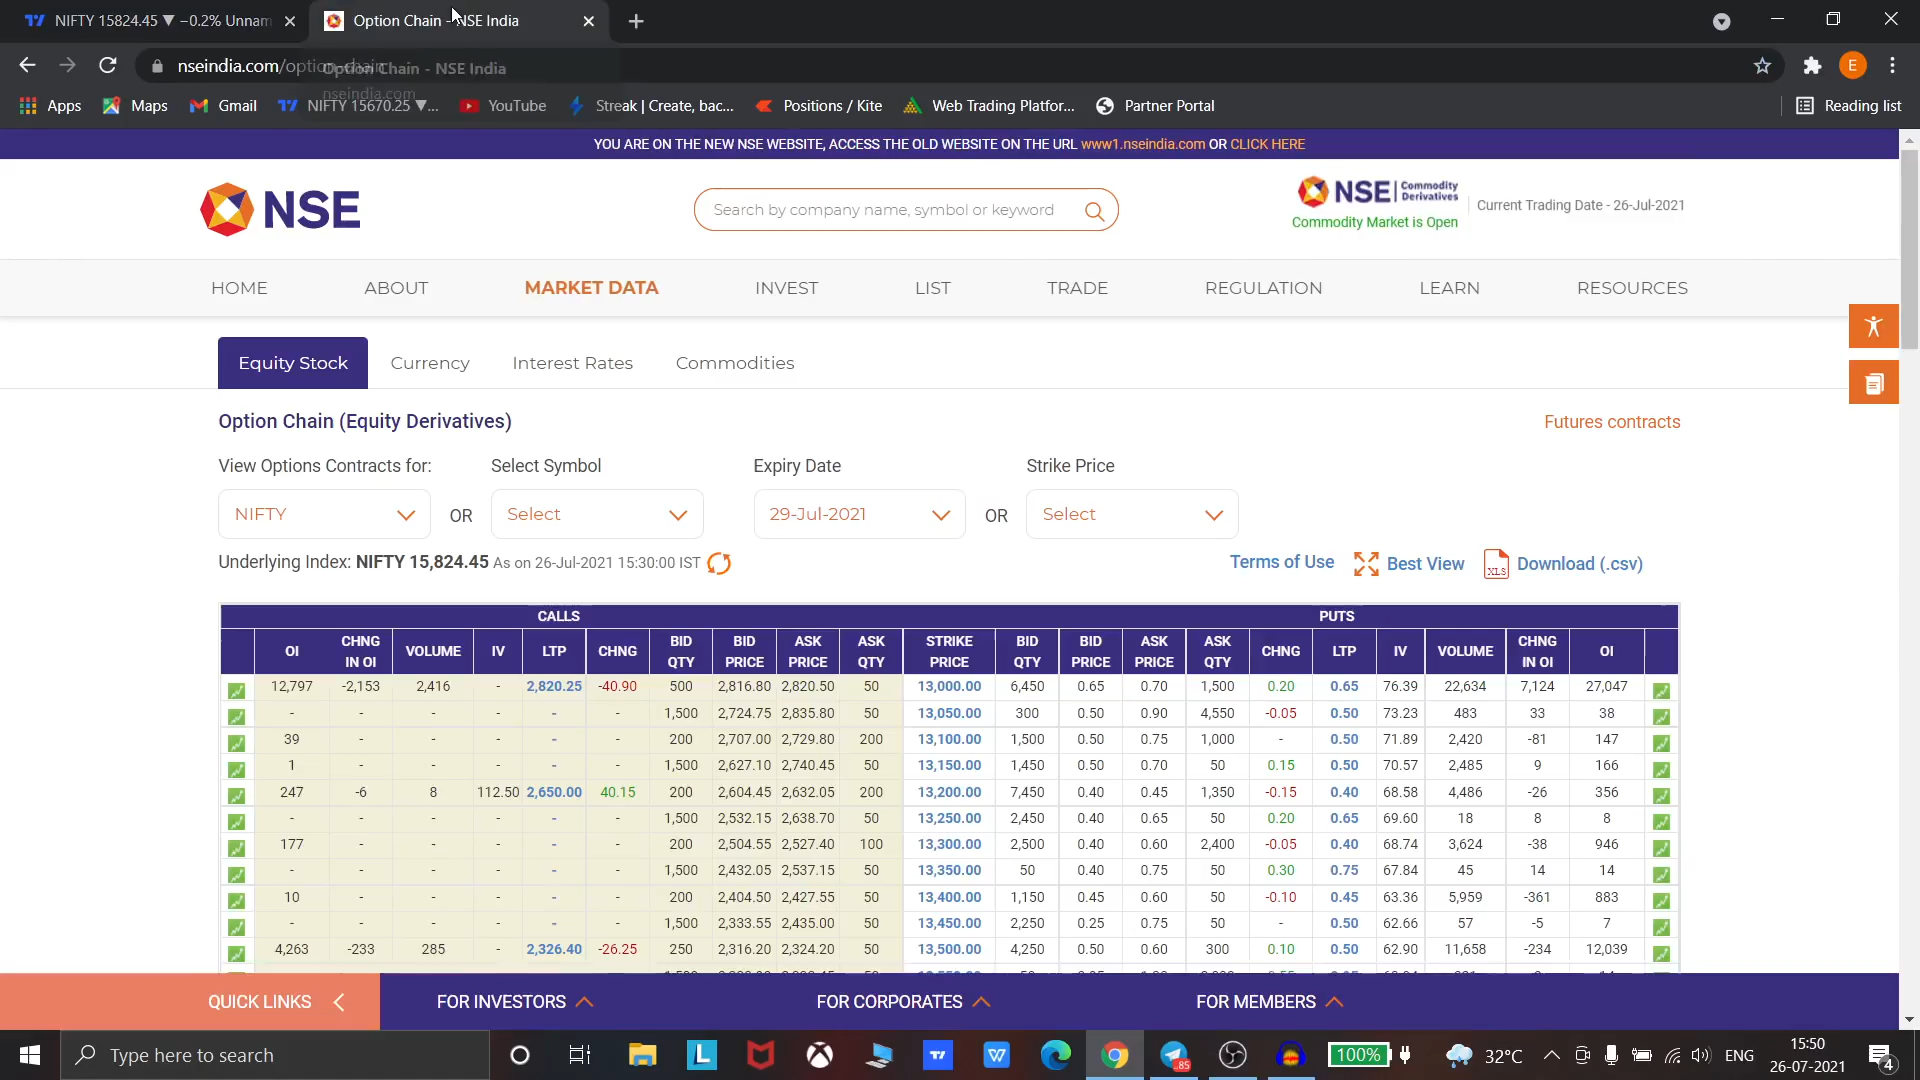 NIFTY 15824.45 ▼ −0.2% Unnam
Option Chain - NSE India
nseindia.com/option-chain
Option Chain - NSE India
nseindia.com
Apps
Maps
Gmail
NIFTY 15670.25 ▼...
YouTube
Streak | Create, bac...
Positions / Kite
Web Trading Platfor...
Partner Portal
Reading list
E
YOU ARE ON THE NEW NSE WEBSITE, ACCESS THE OLD WEBSITE ON THE URL www1.nseindia.com OR CLICK HERE
NSE
Search by company name, symbol or keyword
NSE | Commodity Derivatives
Commodity Market is Open
Current Trading Date - 26-Jul-2021
HOME ABOUT MARKET DATA INVEST LIST TRADE REGULATION LEARN RESOURCES
Equity Stock Currency Interest Rates Commodities
Option Chain (Equity Derivatives)
Futures contracts
View Options Contracts for: Select Symbol Expiry Date Strike Price
NIFTY OR Select 29-Jul-2021 OR Select
Underlying Index: NIFTY 15,824.45 As on 26-Jul-2021 15:30:00 IST
Terms of Use Best View XLS Download (.csv)
CALLS PUTS
OI CHNG IN OI VOLUME IV LTP CHNG BID QTY BID PRICE ASK PRICE ASK QTY STRIKE PRICE BID QTY BID PRICE ASK PRICE ASK QTY CHNG LTP IV VOLUME CHNG IN OI OI
12,797 -2,153 2,416 - 2,820.25 -40.90 500 2,816.80 2,820.50 50 13,000.00 6,450 0.65 0.70 1,500 0.20 0.65 76.39 22,634 7,124 27,047
- - - - - - 1,500 2,724.75 2,835.80 50 13,050.00 300 0.50 0.90 4,550 -0.05 0.50 73.23 483 33 38
39 - - - - - 200 2,707.00 2,729.80 200 13,100.00 1,500 0.50 0.75 1,000 - 0.50 71.89 2,420 -81 147
1 - - - - - 1,500 2,627.10 2,740.45 50 13,150.00 1,450 0.50 0.70 50 0.15 0.50 70.57 2,485 9 166
247 -6 8 112.50 2,650.00 40.15 200 2,604.45 2,632.05 200 13,200.00 7,450 0.40 0.45 1,350 -0.15 0.40 68.58 4,486 -26 356
- - - - - - 1,500 2,532.15 2,638.70 50 13,250.00 2,450 0.40 0.65 50 0.20 0.65 69.60 18 8 8
177 - - - - - 200 2,504.55 2,527.40 100 13,300.00 2,500 0.40 0.60 2,400 -0.05 0.40 68.74 3,624 -38 946
- - - - - - 1,500 2,432.05 2,537.15 50 13,350.00 50 0.40 0.75 50 0.30 0.75 67.84 45 14 14
10 - - - - - 200 2,404.50 2,427.55 50 13,400.00 1,150 0.45 0.60 50 -0.10 0.45 63.36 5,959 -361 883
- - - - - - 1,500 2,333.55 2,435.00 50 13,450.00 2,250 0.25 0.75 50 - 0.50 62.66 57 -5 7
4,263 -233 285 - 2,326.40 -26.25 250 2,316.20 2,324.20 50 13,500.00 4,250 0.50 0.60 300 0.10 0.50 62.90 11,658 -234 12,039
QUICK LINKS FOR INVESTORS FOR CORPORATES FOR MEMBERS
Type here to search
85
100%
32°C
ENG
15:50
26-07-2021
4